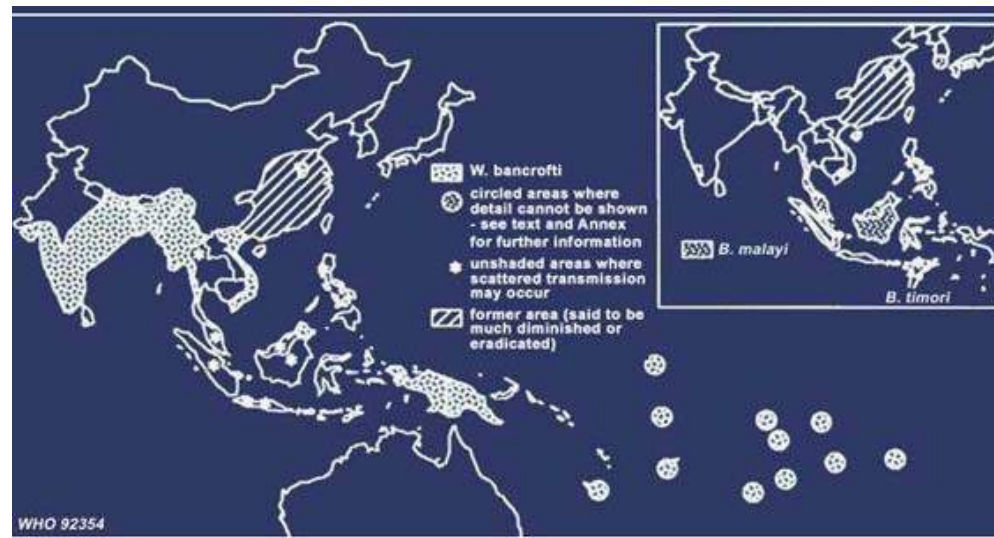 W. bancrofti
circled areas where
detail cannot be shown
- see text and Annex
for further information
unshaded areas where
scattered transmission
may occur
former area (said to be
much diminished or
eradicated)
B. malayi
B. timori
WHO 92354